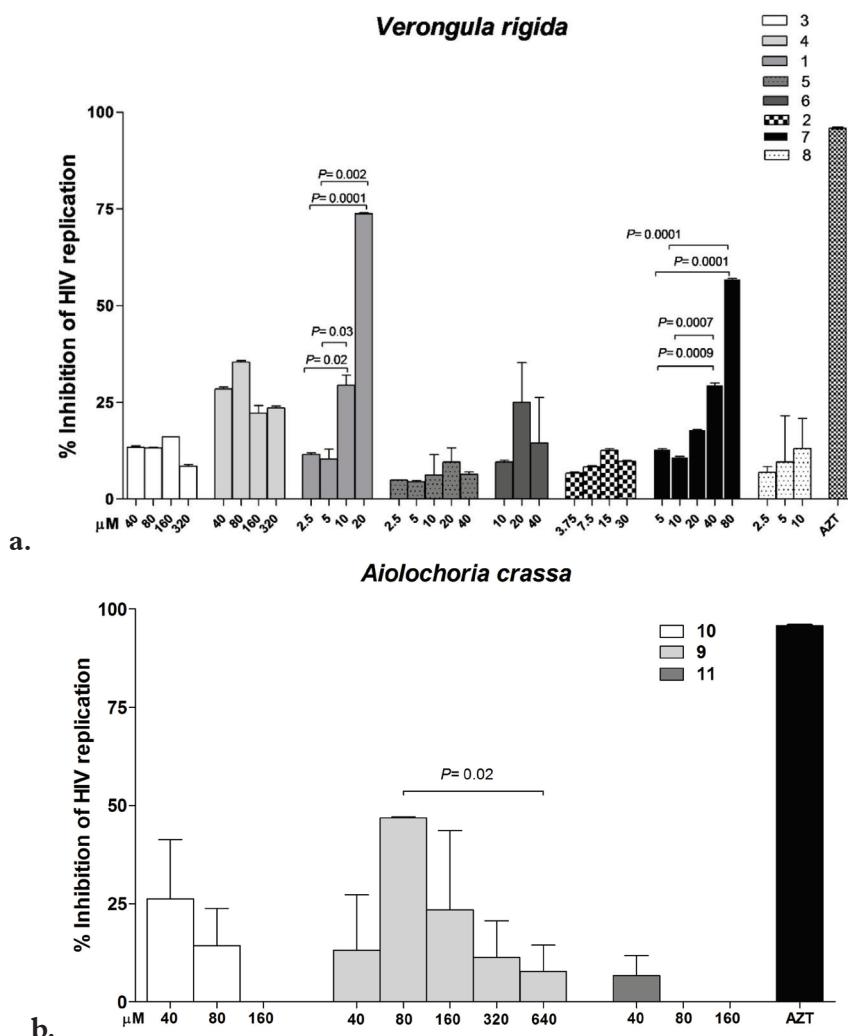 Verongula rigida
3
4
1
5
6
2
7
8
% Inhibition of HIV replication
100
75
50
25
0
P= 0.002
P= 0.0001
P= 0.03
P= 0.02
P= 0.0001
P= 0.0001
P= 0.0007
P= 0.0009
μM 40 80 160 320 40 80 160 320 2.5 5 10 20 2.5 5 10 20 40 10 20 40 3.75 7.5 15 30 5 10 20 40 80 2.5 5 10 AZT
a.
Aiolochoria crassa
10
9
11
% Inhibition of HIV replication
100
75
50
25
0
P= 0.02
μM 40 80 160 40 80 160 320 640 40 80 160 AZT
b.